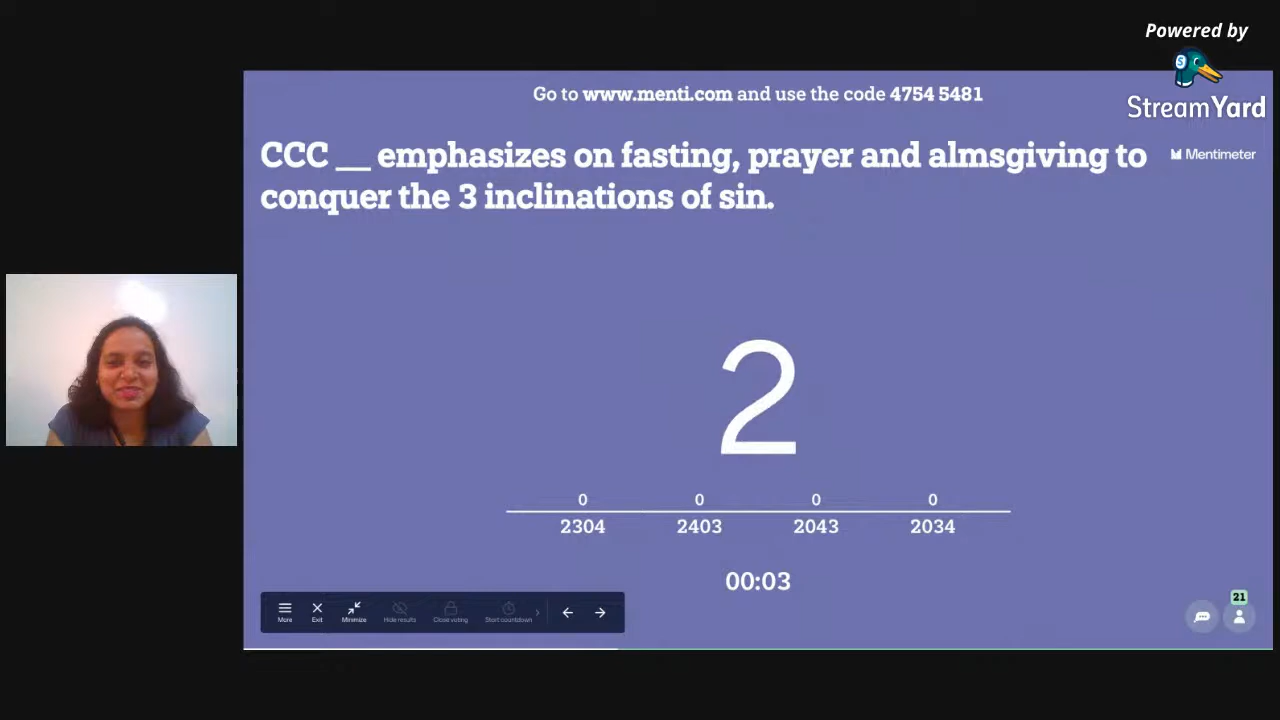 Powered by
StreamYard
Go to www.menti.com and use the code 4754 5481
Mentimeter
CCC __ emphasizes on fasting, prayer and almsgiving to
conquer the 3 inclinations of sin.
2
0 0 0 0
2304 2403 2043 2034
00:03
More Exit Minimize Hide results Close voting Start countdown
21